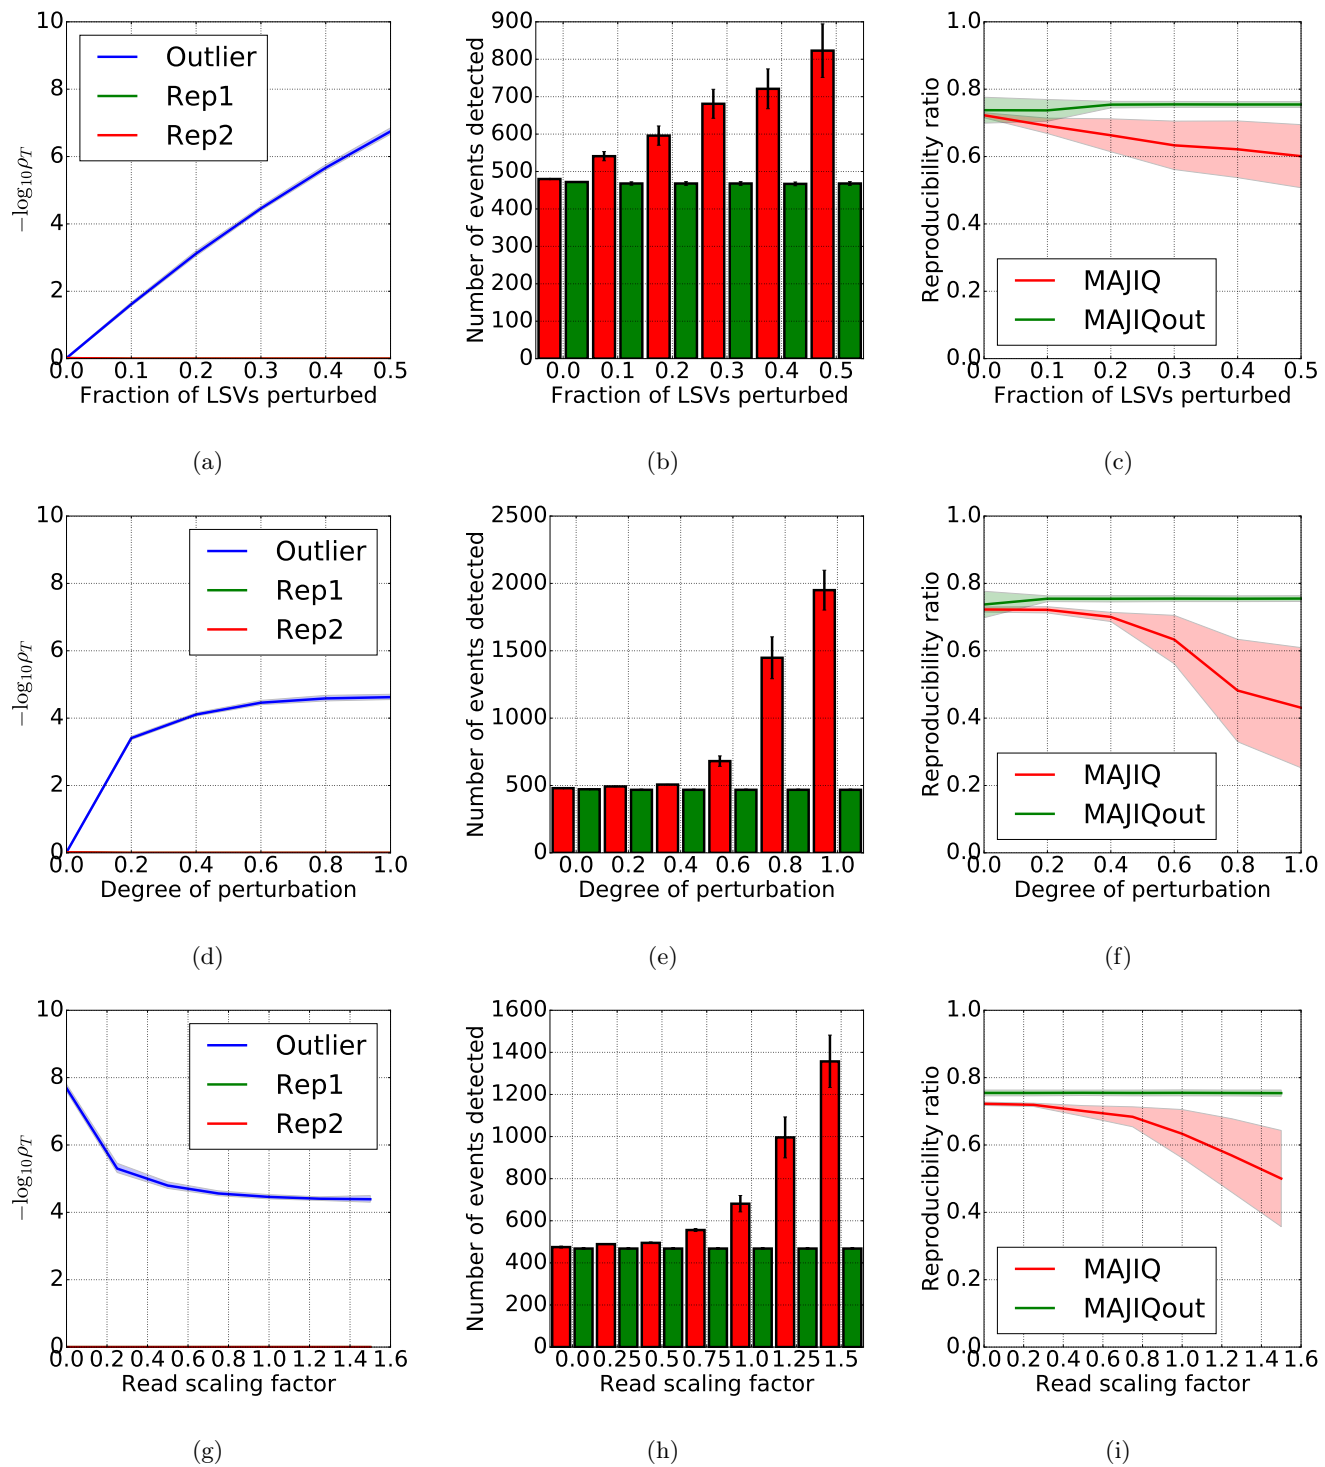 10
8
6
4
2
0
−log₁₀ρ_T
Outlier
Rep1
Rep2
0.0 0.1 0.2 0.3 0.4 0.5
Fraction of LSVs perturbed
(a)
900
800
700
600
500
400
300
200
100
0
Number of events detected
0.0 0.1 0.2 0.3 0.4 0.5
Fraction of LSVs perturbed
(b)
1.0
0.8
0.6
0.4
0.2
0.0
Reproducibility ratio
MAJIQ
MAJIQout
0.0 0.1 0.2 0.3 0.4 0.5
Fraction of LSVs perturbed
(c)
10
8
6
4
2
0
−log₁₀ρ_T
Outlier
Rep1
Rep2
0.0 0.2 0.4 0.6 0.8 1.0
Degree of perturbation
(d)
2500
2000
1500
1000
500
0
Number of events detected
0.0 0.2 0.4 0.6 0.8 1.0
Degree of perturbation
(e)
1.0
0.8
0.6
0.4
0.2
0.0
Reproducibility ratio
MAJIQ
MAJIQout
0.0 0.2 0.4 0.6 0.8 1.0
Degree of perturbation
(f)
10
8
6
4
2
0
−log₁₀ρ_T
Outlier
Rep1
Rep2
0.0 0.2 0.4 0.6 0.8 1.0 1.2 1.4 1.6
Read scaling factor
(g)
1600
1400
1200
1000
800
600
400
200
0
Number of events detected
0.0 0.25 0.5 0.75 1.0 1.25 1.5
Read scaling factor
(h)
1.0
0.8
0.6
0.4
0.2
0.0
Reproducibility ratio
MAJIQ
MAJIQout
0.0 0.2 0.4 0.6 0.8 1.0 1.2 1.4 1.6
Read scaling factor
(i)